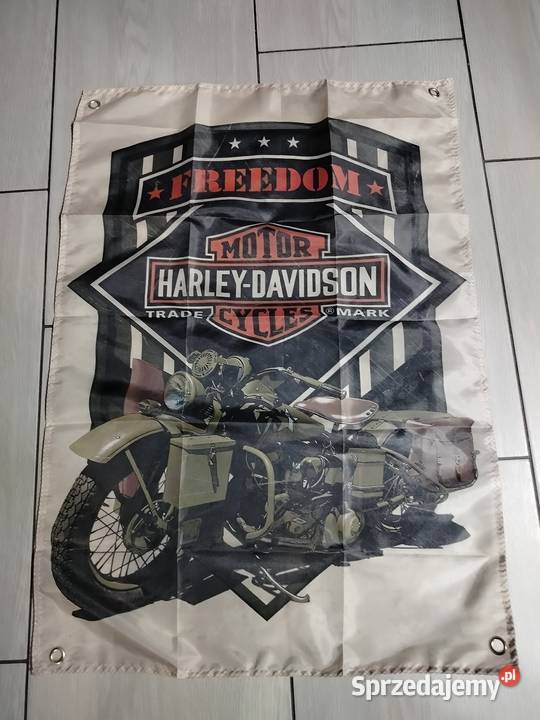 FREEDOM
MOTOR
HARLEY-DAVIDSON
TRADE CYCLES ® MARK
Sprzedajemy.pl